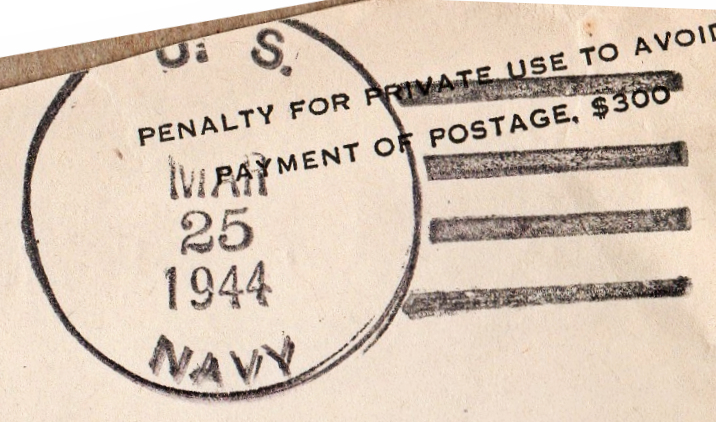 U. S.
PENALTY FOR PRIVATE USE TO AVOID
PAYMENT OF POSTAGE, $300
MAR
25
1944
NAVY